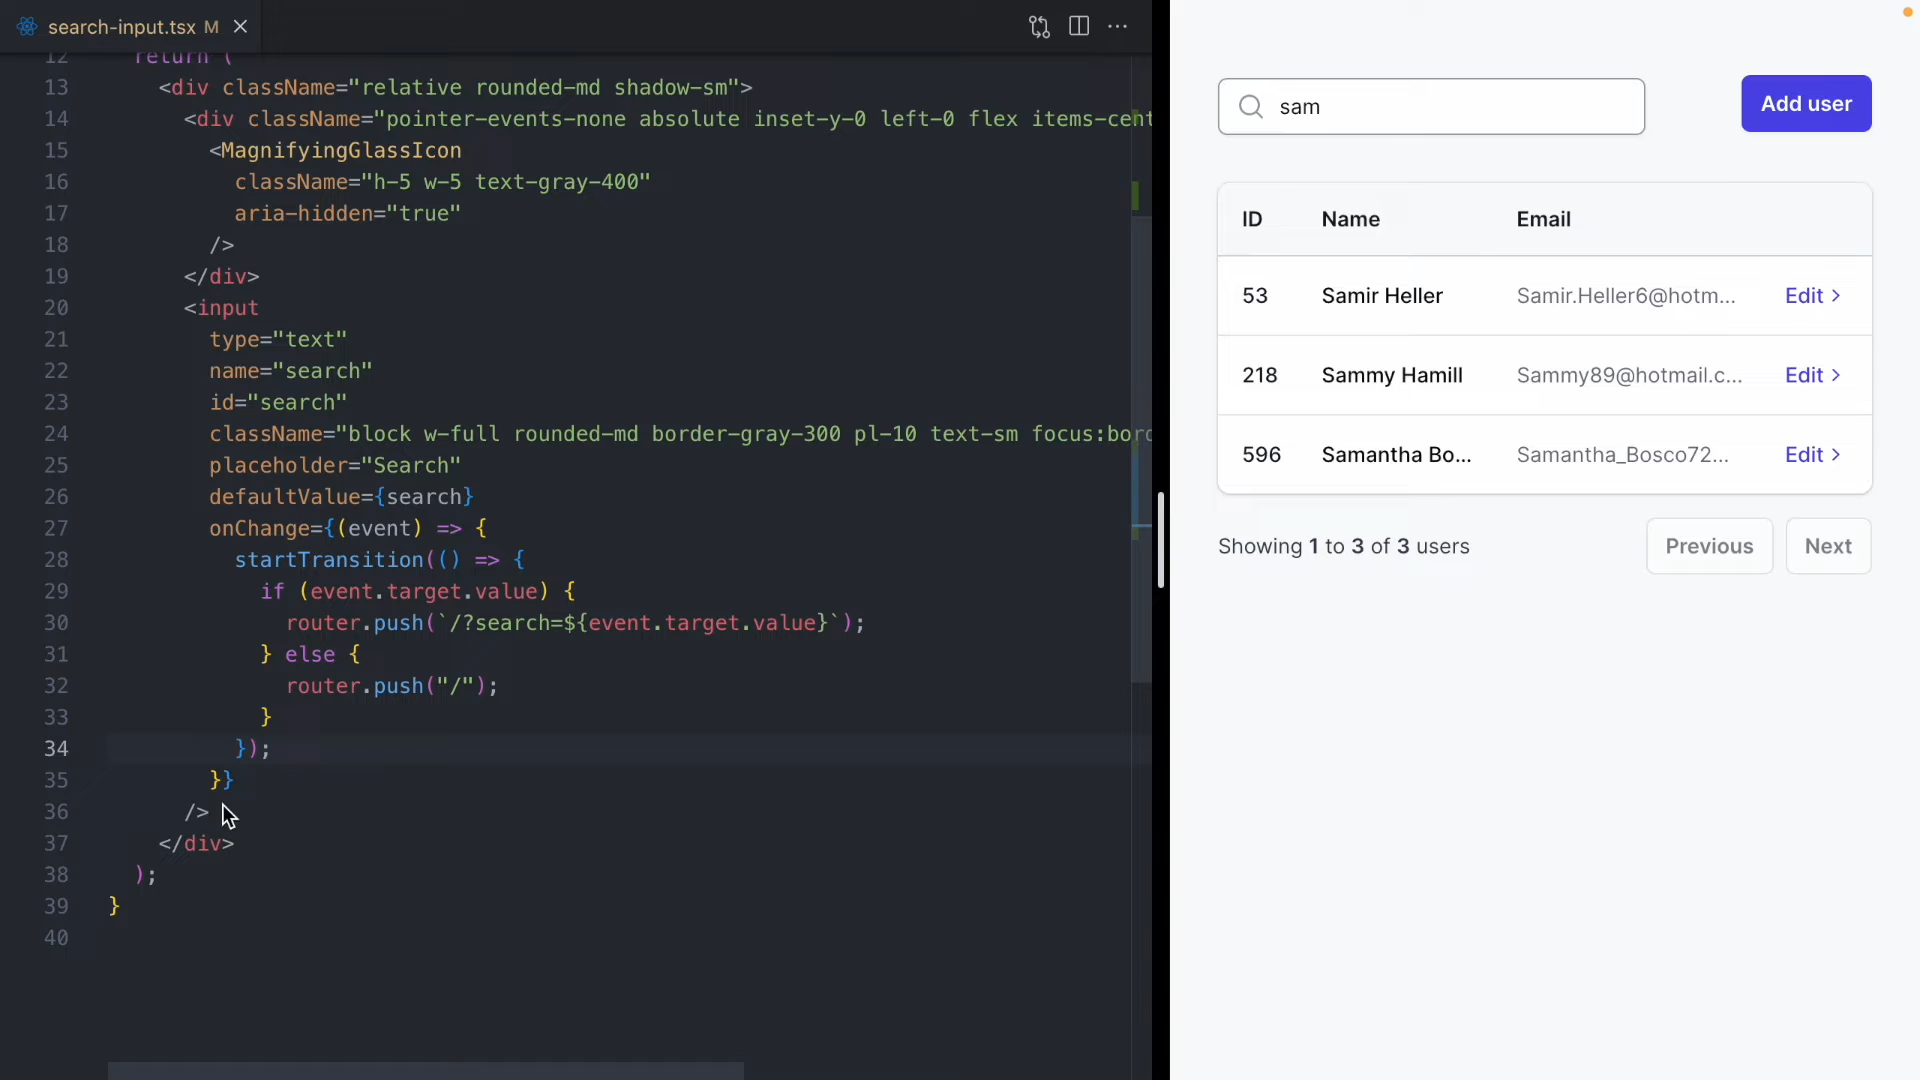 search-input.tsx M
12 return (
13 <div className="relative rounded-md shadow-sm">
14 <div className="pointer-events-none absolute inset-y-0 left-0 flex items-cent
15 <MagnifyingGlassIcon
16 className="h-5 w-5 text-gray-400"
17 aria-hidden="true"
18 />
19 </div>
20 <input
21 type="text"
22 name="search"
23 id="search"
24 className="block w-full rounded-md border-gray-300 pl-10 text-sm focus:bord
25 placeholder="Search"
26 defaultValue={search}
27 onChange={(event) => {
28 startTransition(() => {
29 if (event.target.value) {
30 router.push(`/?search=${event.target.value}`);
31 } else {
32 router.push("/");
33 }
34 });
35 }}
36 />
37 </div>
38 );
39 }
40
sam
Add user
ID Name Email
53 Samir Heller Samir.Heller6@hotm... Edit >
218 Sammy Hamill Sammy89@hotmail.c... Edit >
596 Samantha Bo... Samantha_Bosco72... Edit >
Showing 1 to 3 of 3 users Previous Next